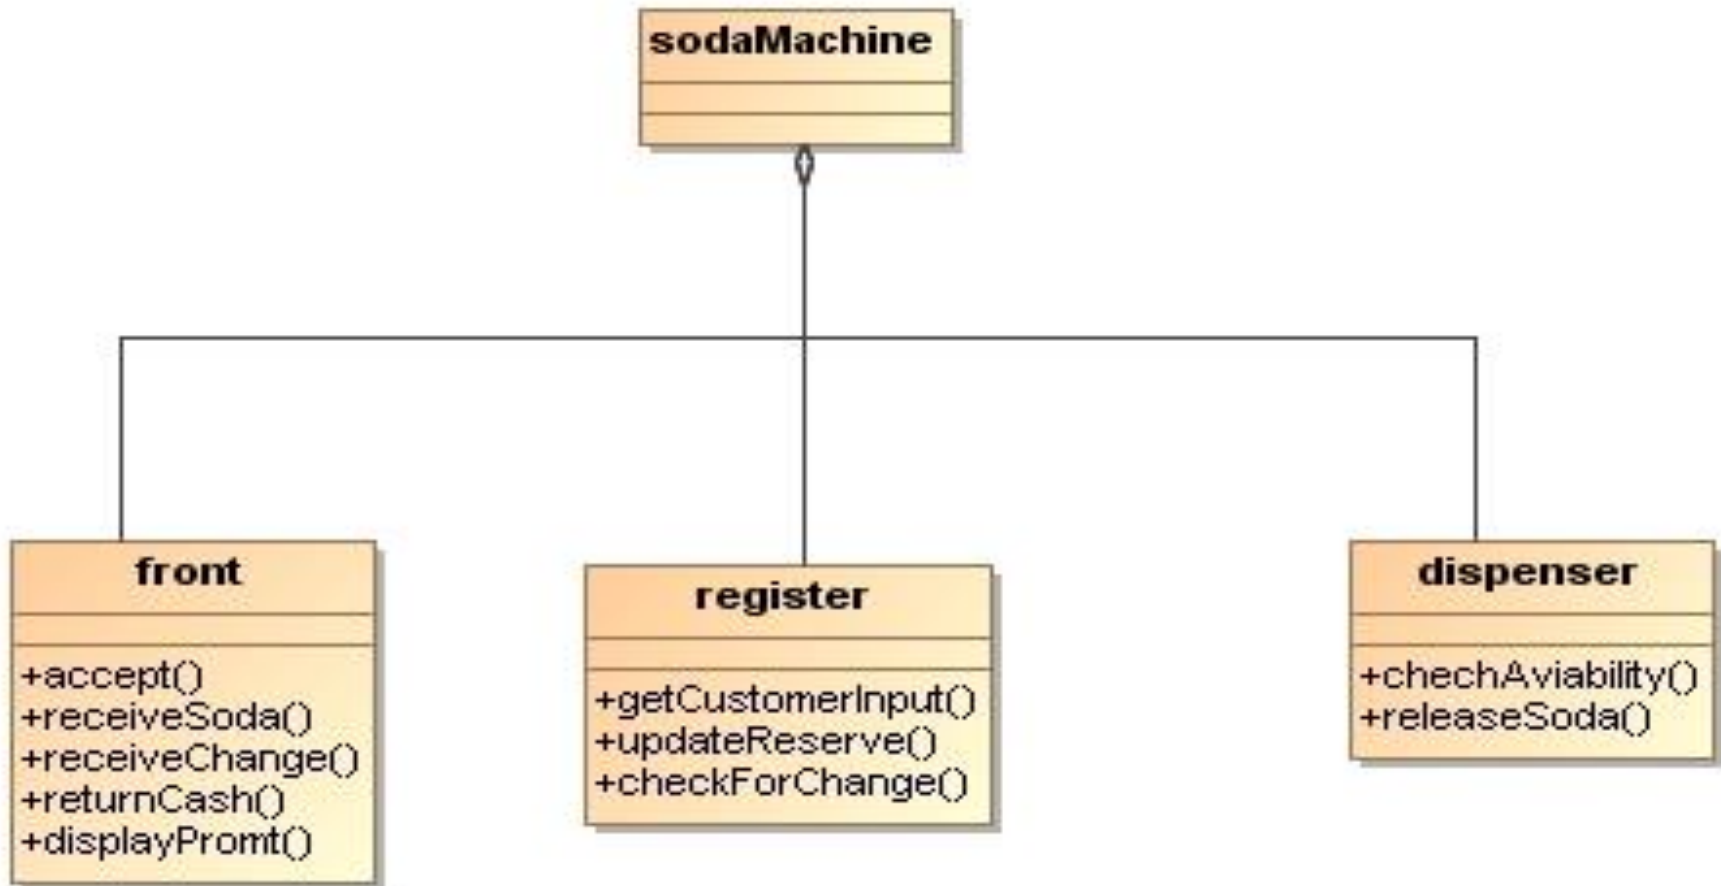 sodaMachine
front
+accept()
+receiveSoda()
+receiveChange()
+returnCash()
+displayPromt()
register
+getCustomerInput()
+updateReserve()
+checkForChange()
dispenser
+chechAviability()
+releaseSoda()